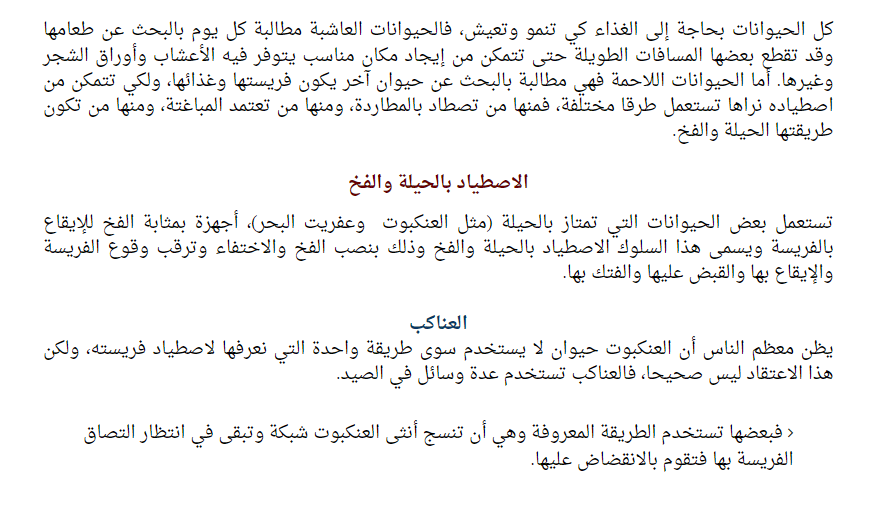 كل الحيوانات بحاجة إلى الغذاء كي تنمو وتعيش، فالحيوانات العاشبة مطالبة كل يوم بالبحث عن طعامها
وقد تقطع بعضها المسافات الطويلة حتى تتمكن من إيجاد مكان مناسب يتوفر فيه الأعشاب وأوراق الشجر
وغيرها. أما الحيوانات اللاحمة فهي مطالبة بالبحث عن حيوان آخر يكون فريستها وغذائها، ولكي تتمكن من
اصطياده نراها تستعمل طرقا مختلفة، فمنها من تصطاد بالمطاردة، ومنها من تعتمد المباغتة، ومنها من تكون
طريقتها الحيلة والفخ.
الاصطياد بالحيلة والفخ
تستعمل بعض الحيوانات التي تمتاز بالحيلة (مثل العنكبوت وعفريت البحر)، أجهزة بمثابة الفخ للإيقاع
بالفريسة ويسمى هذا السلوك الاصطياد بالحيلة والفخ وذلك بنصب الفخ والاختفاء وترقب وقوع الفريسة
والإيقاع بها والقبض عليها والفتك بها.
العناكب
يظن معظم الناس أن العنكبوت حيوان لا يستخدم سوى طريقة واحدة التي نعرفها لاصطياد فريسته، ولكن
هذا الاعتقاد ليس صحيحا، فالعناكب تستخدم عدة وسائل في الصيد.
› فبعضها تستخدم الطريقة المعروفة وهي أن تنسج أنثى العنكبوت شبكة وتبقى في انتظار التصاق
الفريسة بها فتقوم بالانقضاض عليها.